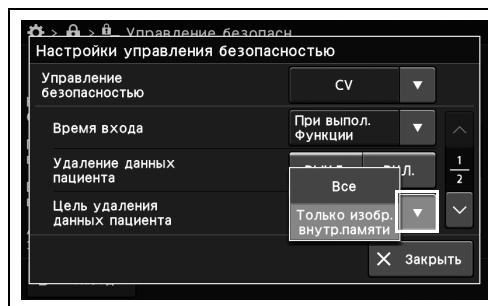 Управление безопасн
Настройки управления безопасностью
Управление
безопасностью
CV
Время входа
При выпол.
Функции
Удаление данных
пациента
1
2
Все
Цель удаления
данных пациента
Только изобр.
внутр.памяти
Закрыть